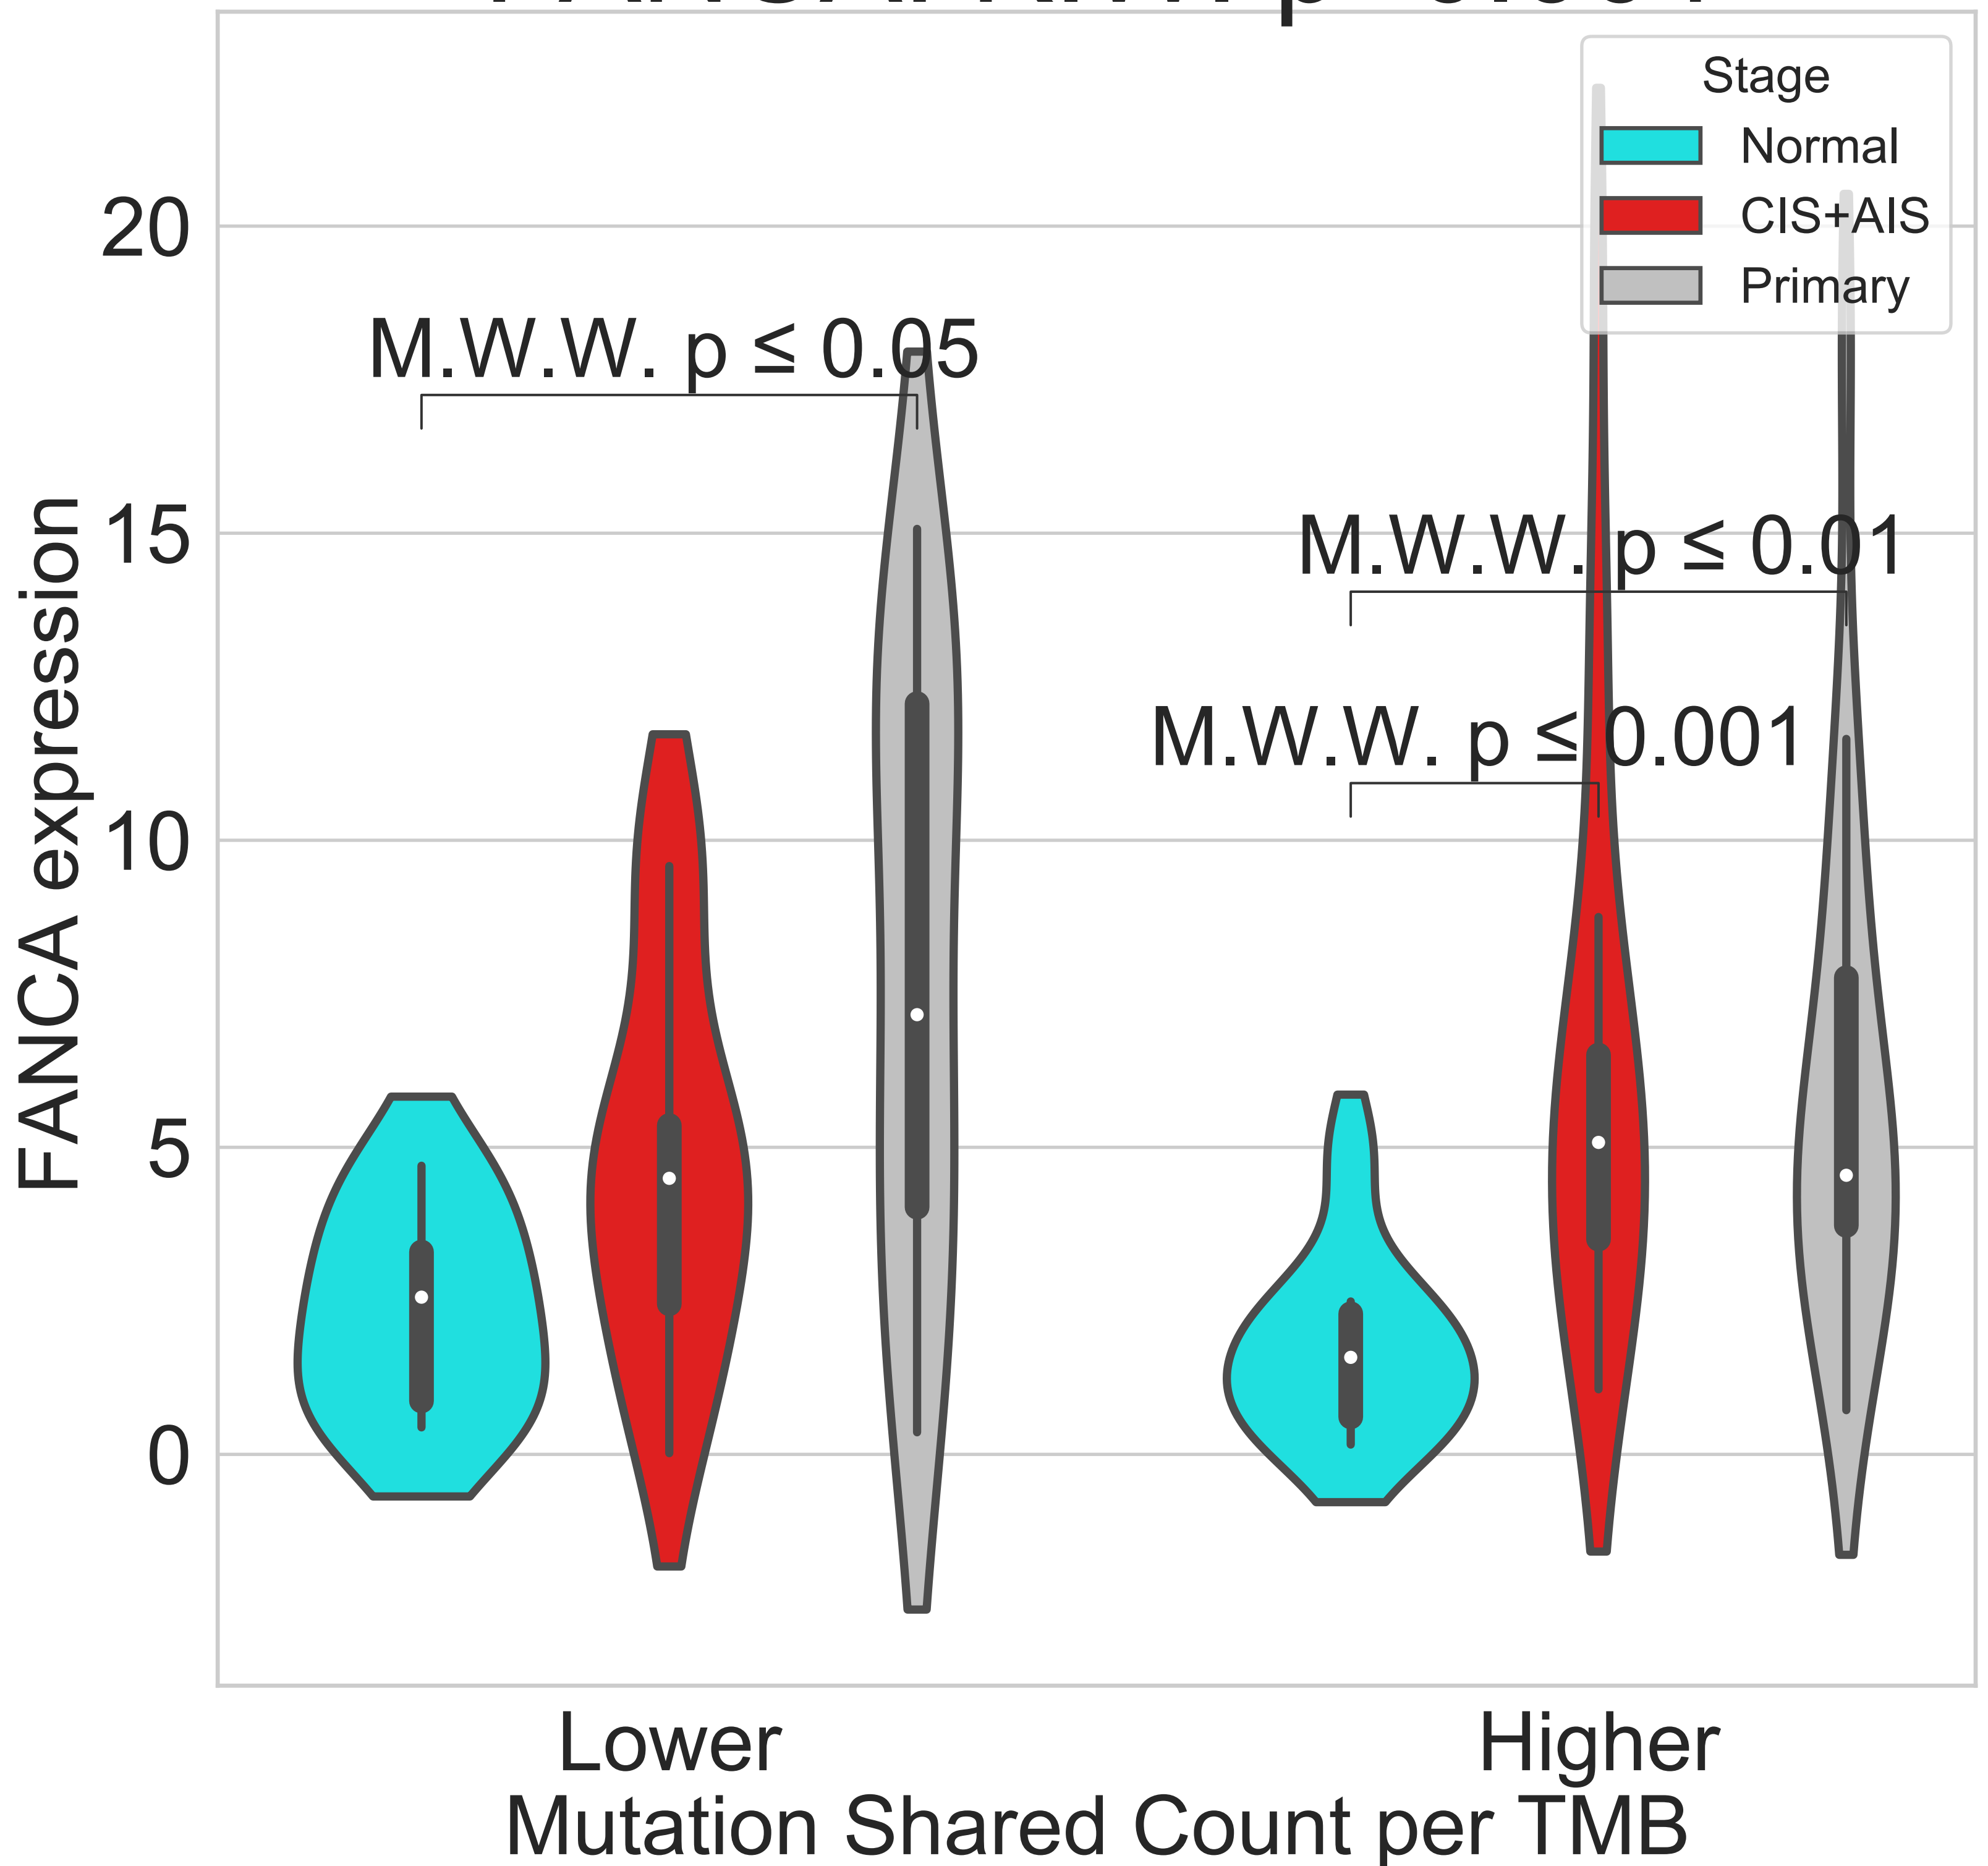 Stage
Normal
CIS+AIS
Primary
20
15
10
5
0
FANCA expression
M.W.W. p ≤ 0.05
M.W.W. p ≤ 0.01
M.W.W. p ≤ 0.001
Lower
Higher
Mutation Shared Count per TMB